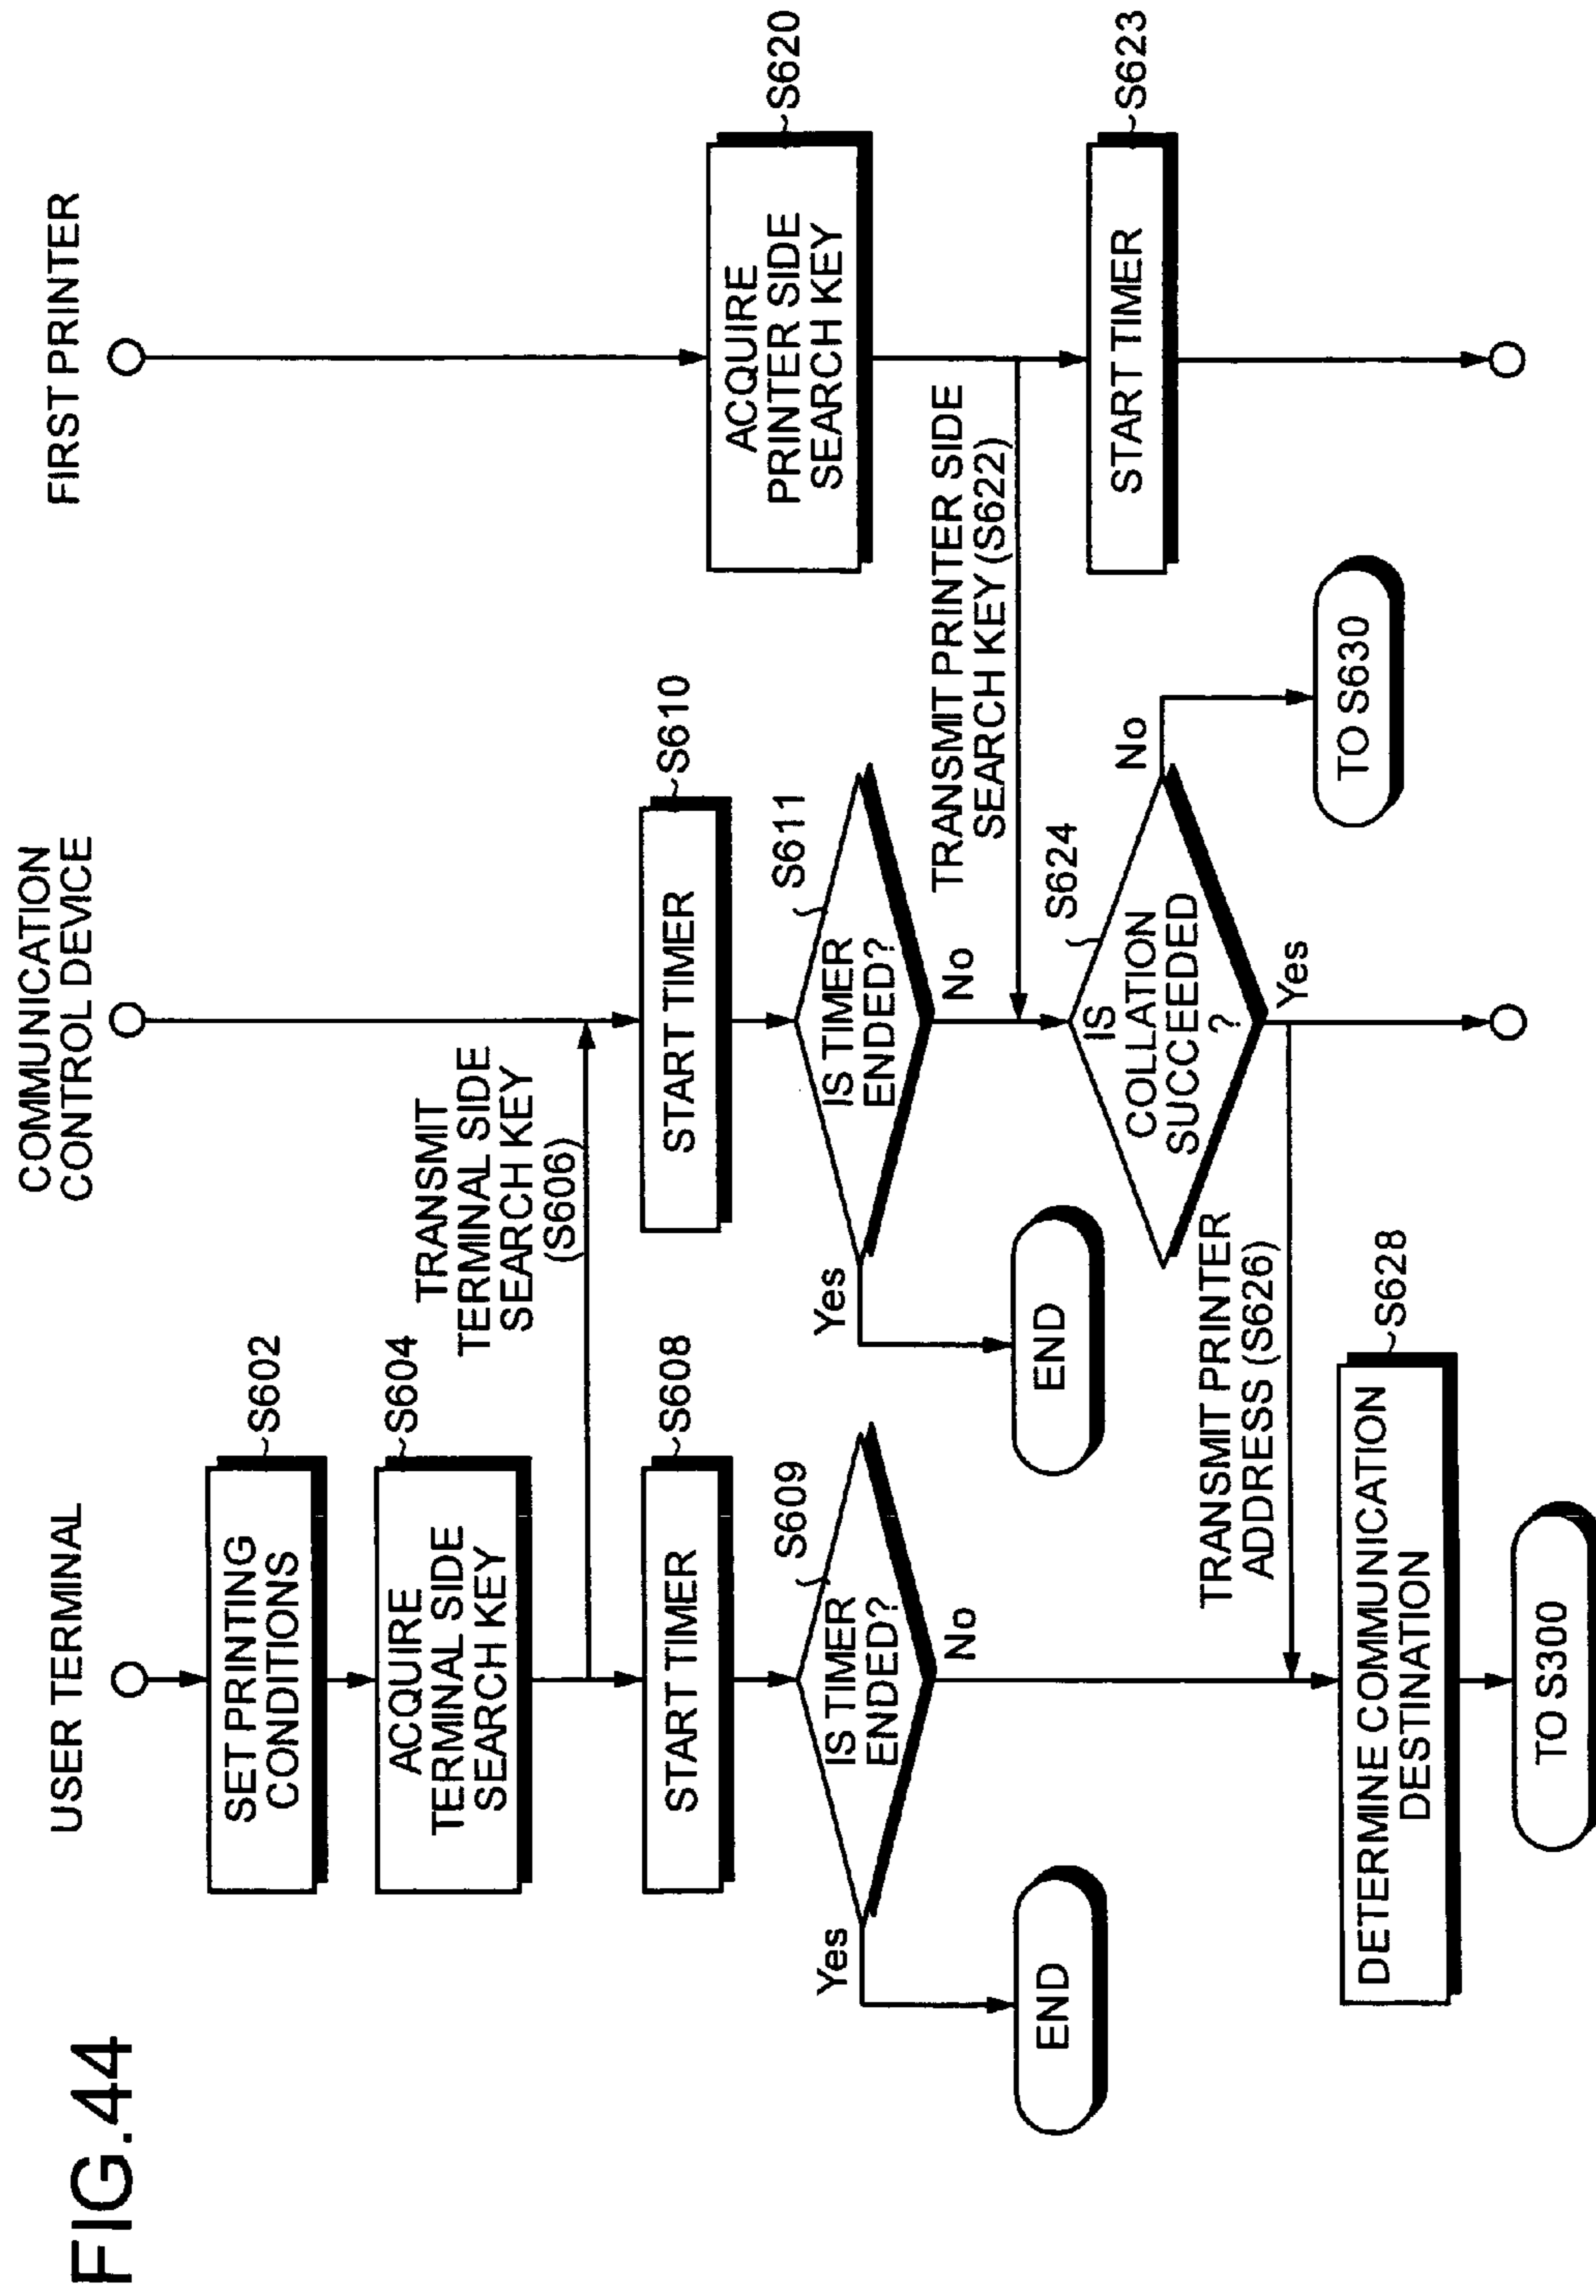 FIG.44
USER TERMINAL
SET PRINTING
CONDITIONS
S602
ACQUIRE
TERMINAL SIDE
SEARCH KEY
S604
TRANSMIT
TERMINAL SIDE
SEARCH KEY
(S606)
START TIMER
S608
IS TIMER
ENDED?
S609
Yes
No
END
TRANSMIT PRINTER
ADDRESS (S626)
DETERMINE COMMUNICATION
DESTINATION
S628
TO S300
COMMUNICATION
CONTROL DEVICE
START TIMER
S610
IS TIMER
ENDED?
S611
Yes
No
END
IS
COLLATION
SUCCEEDED
?
S624
No
Yes
TO S630
FIRST PRINTER
ACQUIRE
PRINTER SIDE
SEARCH KEY
S620
TRANSMIT PRINTER SIDE
SEARCH KEY (S622)
START TIMER
S623